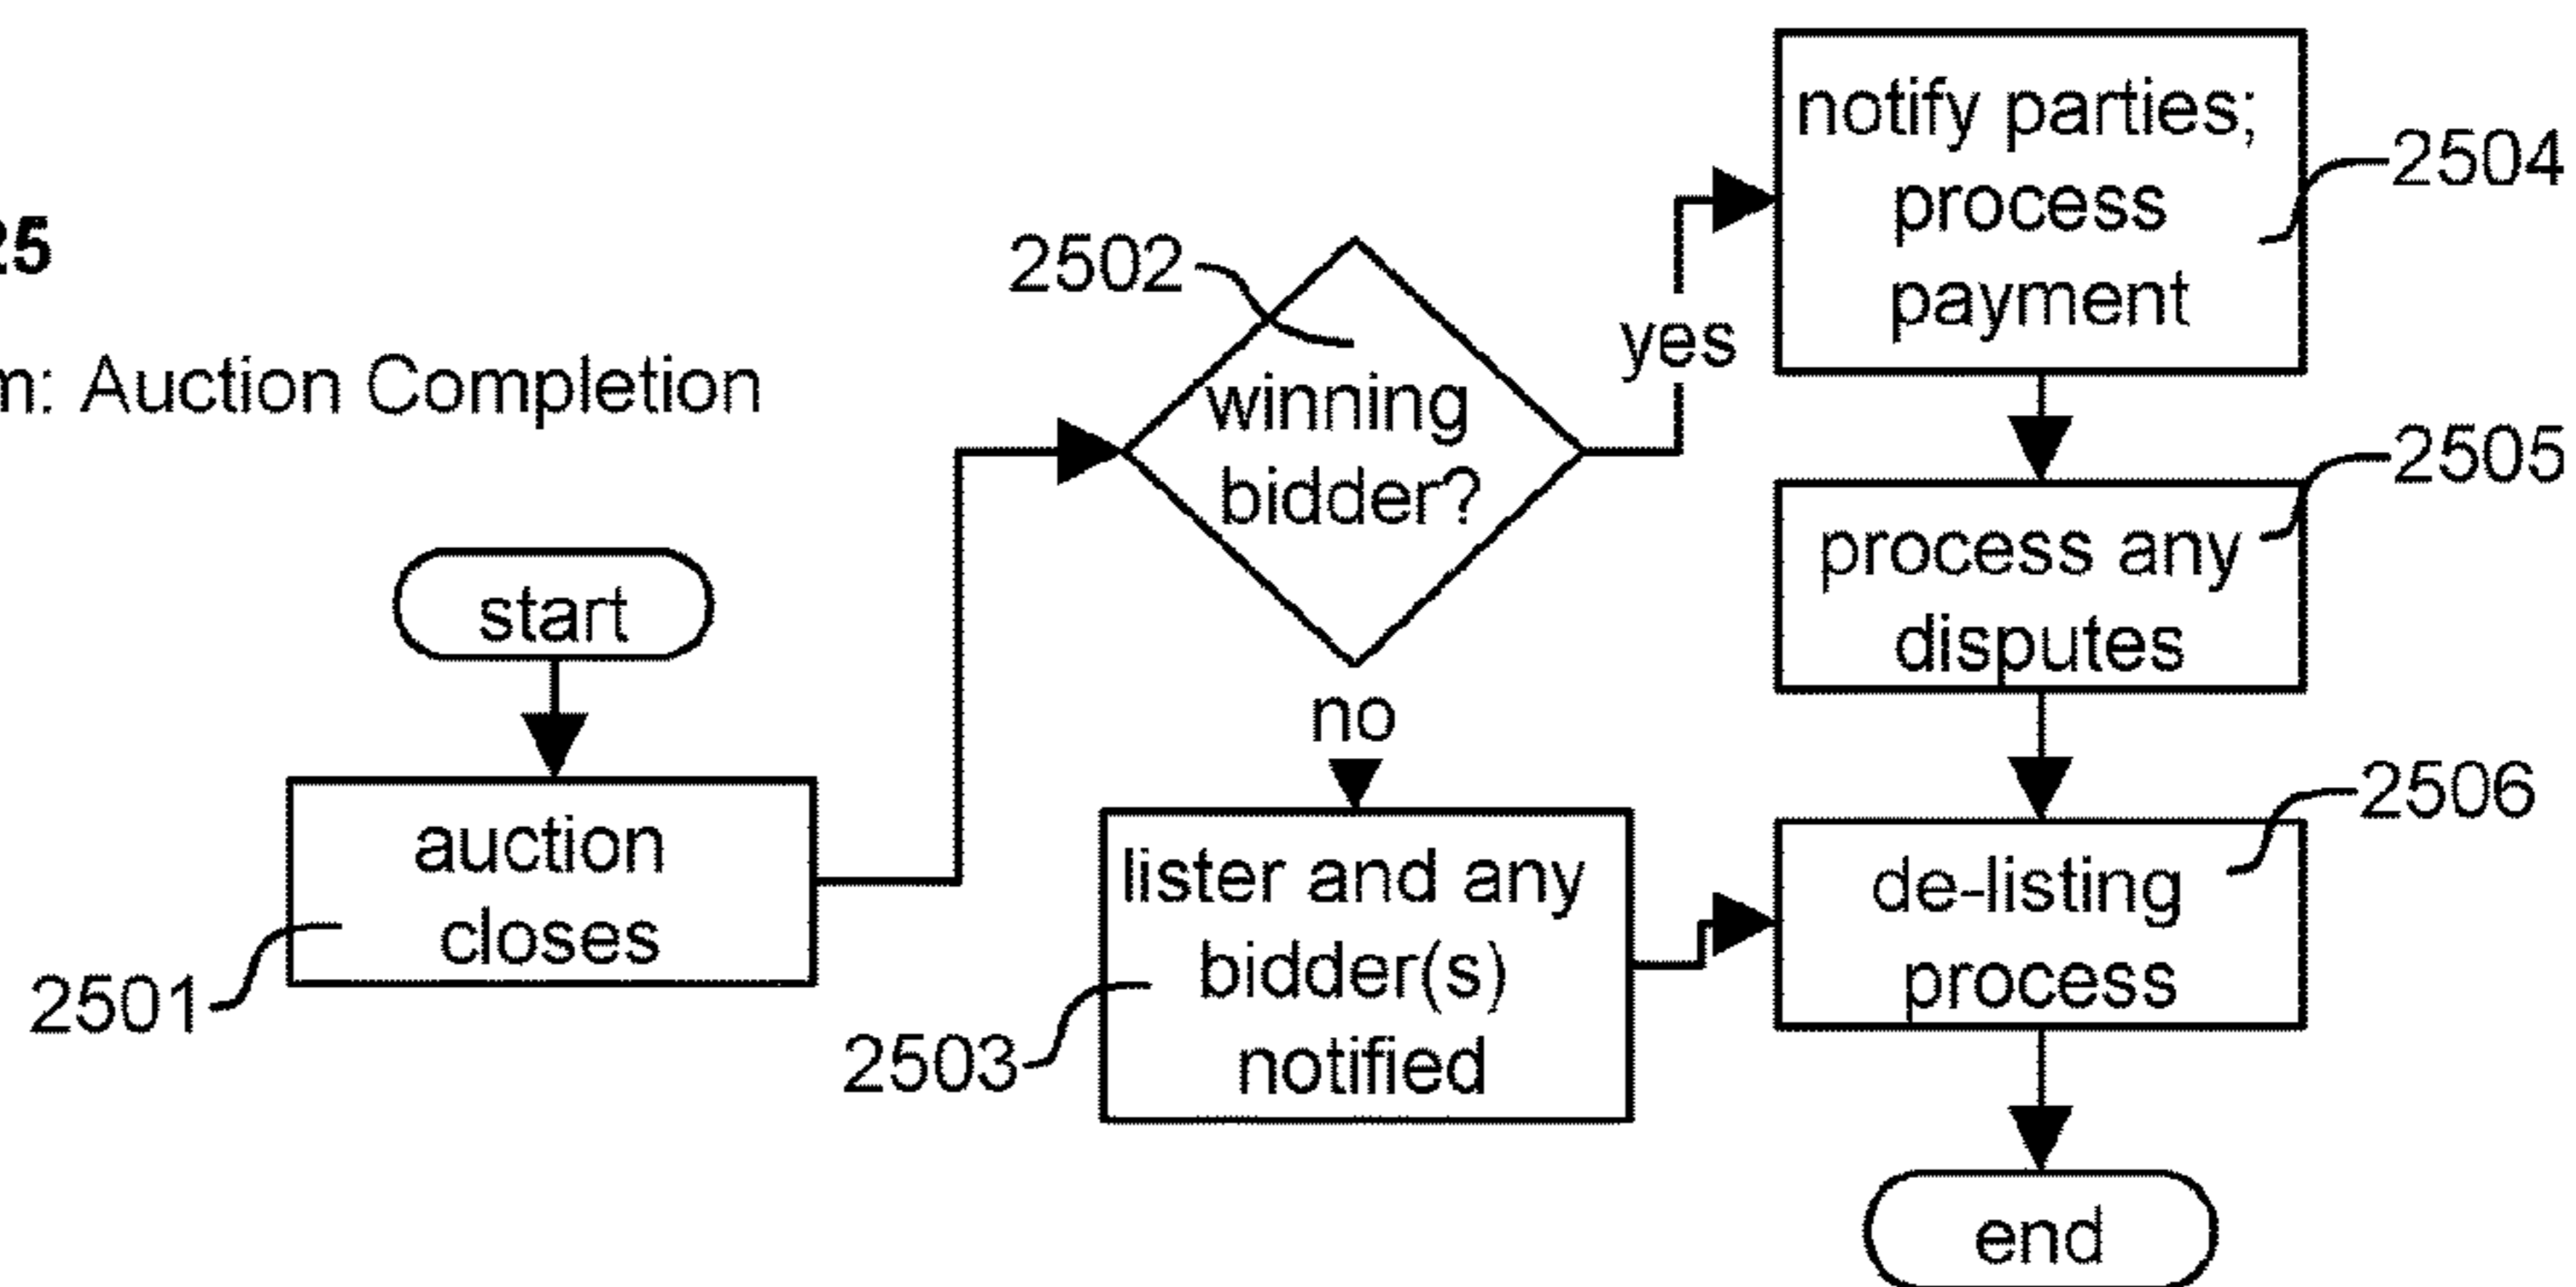 25
m: Auction Completion
start
auction
closes
2501
2502
winning
bidder?
yes
no
lister and any
bidder(s)
notified
2503
notify parties;
process
payment
2504
process any
disputes
2505
de-listing
process
2506
end